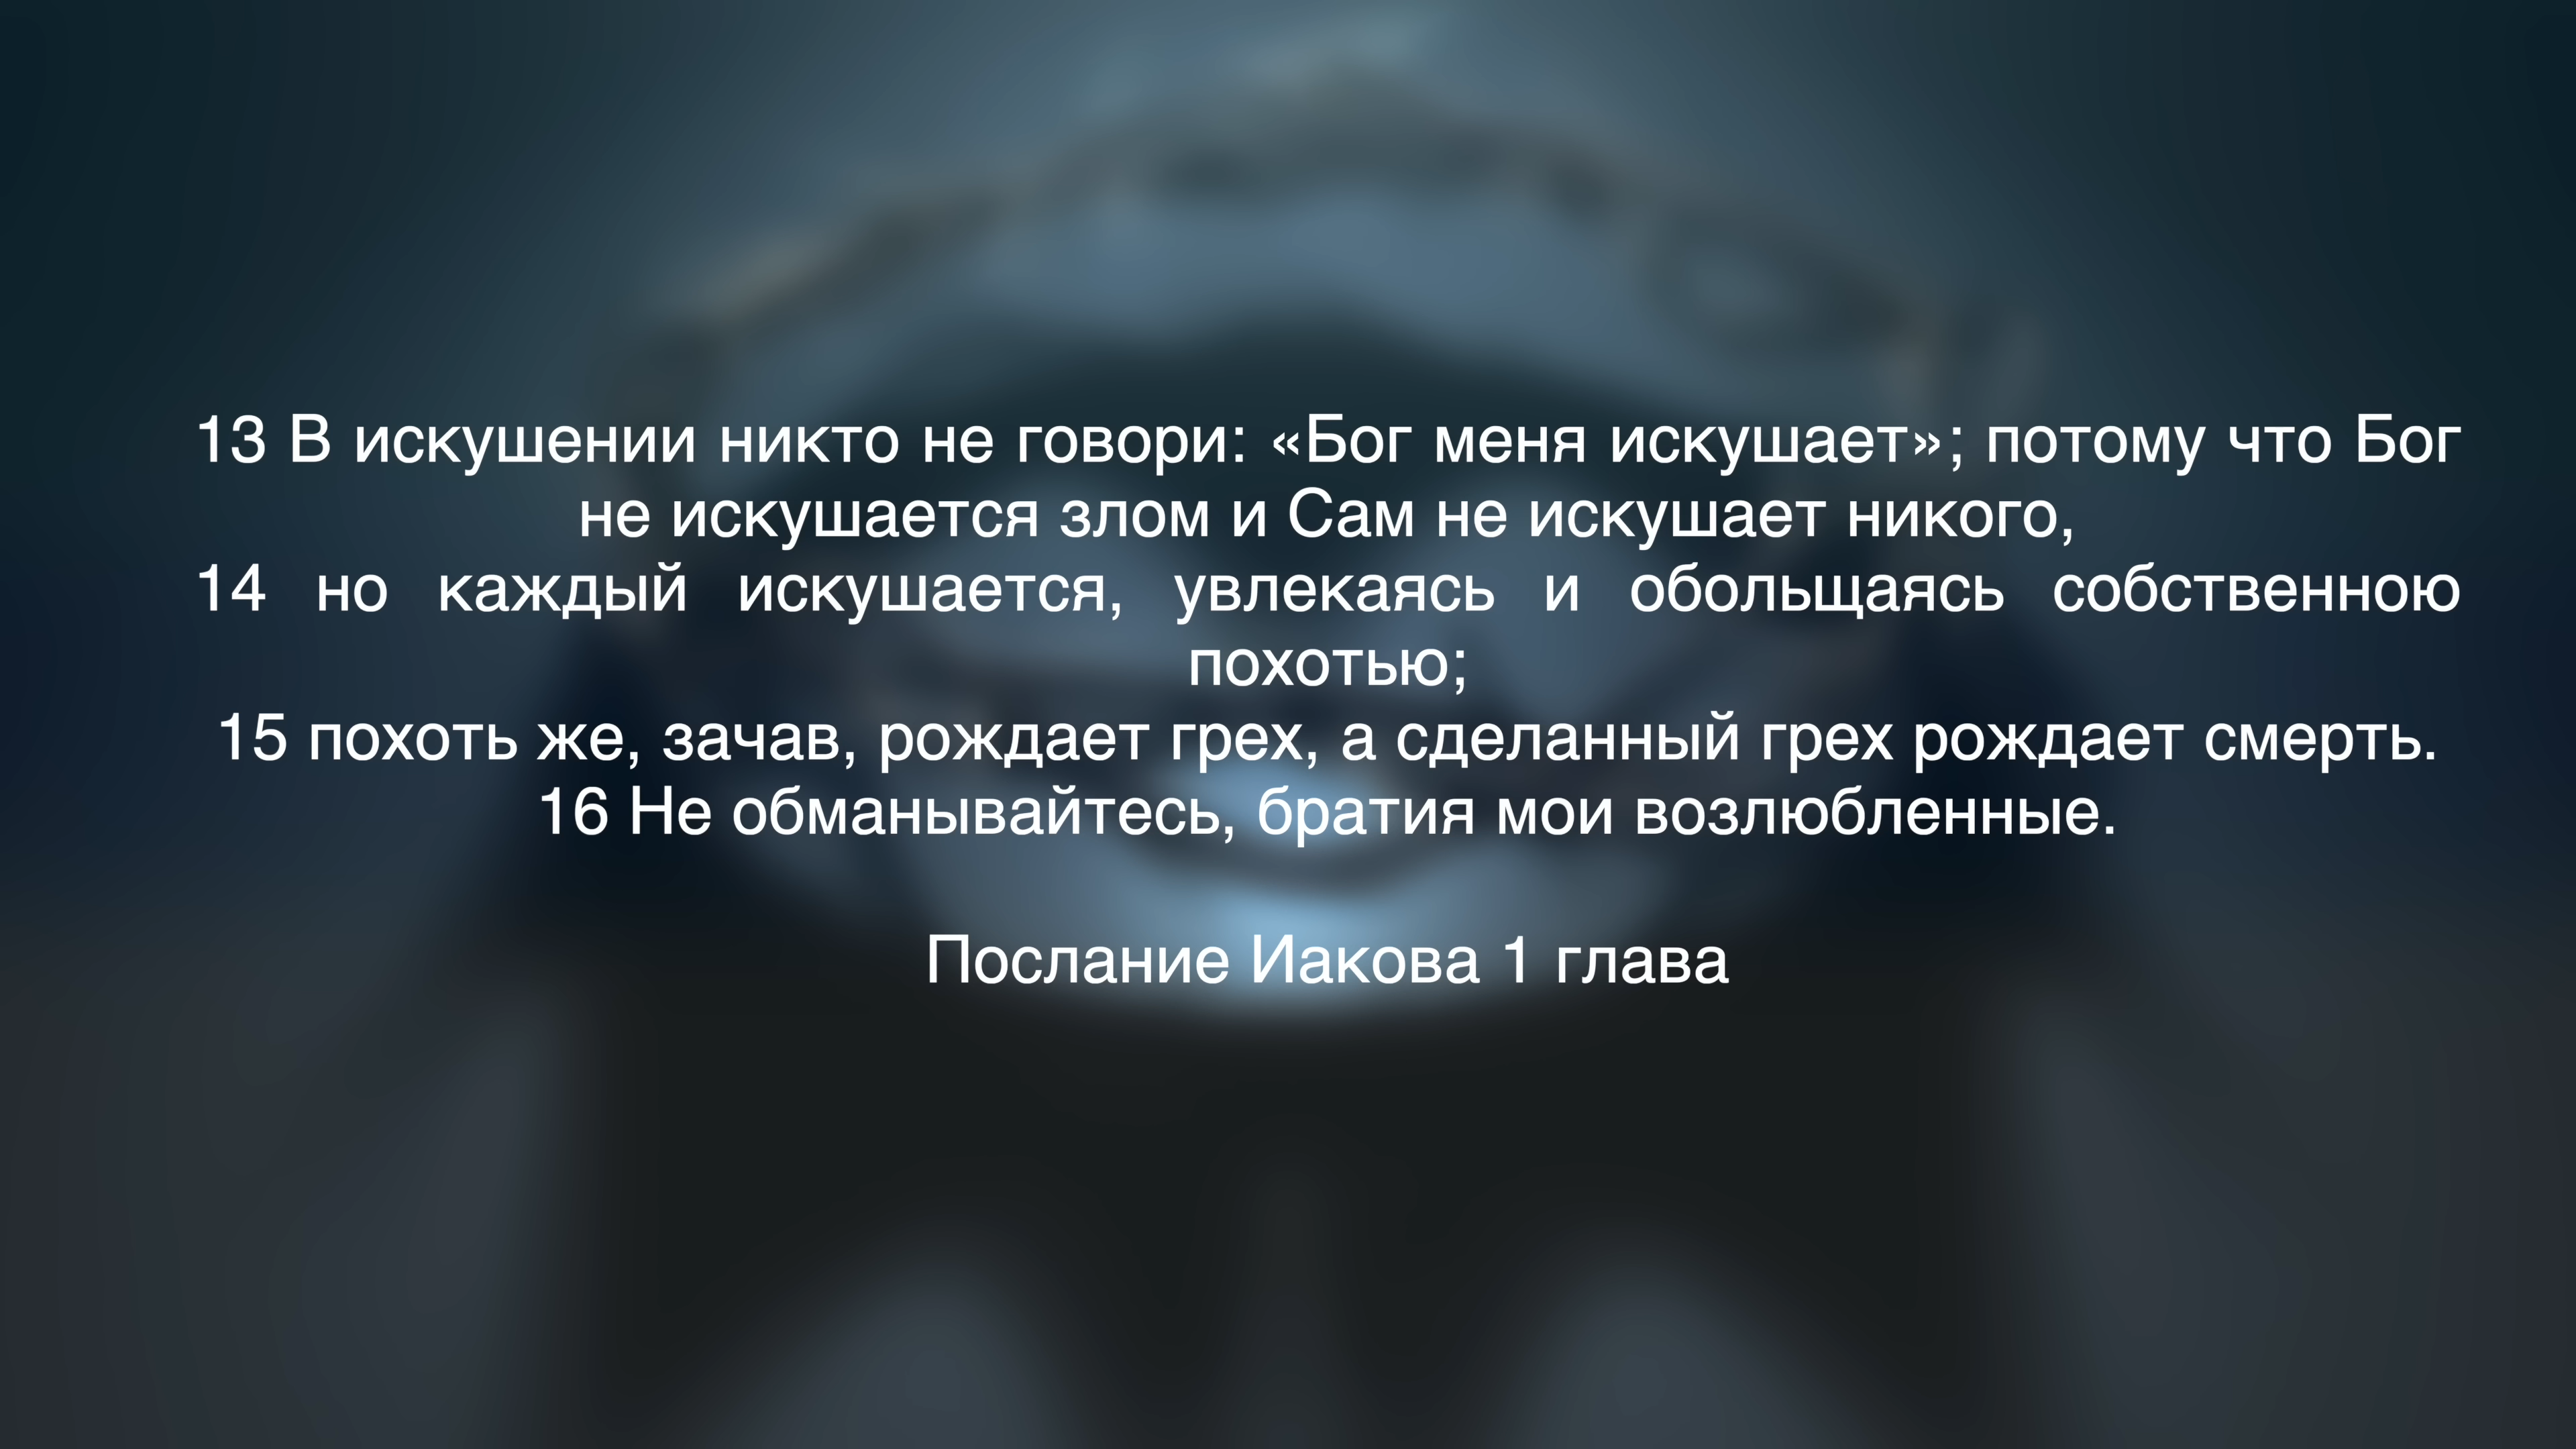 13 В искушении никто не говори: «Бог меня искушает»; потому что Бог
не искушается злом и Сам не искушает никого,
14 но каждый искушается, увлекаясь и обольщаясь собственною
похотью;
15 похоть же, зачав, рождает грех, а сделанный грех рождает смерть.
16 Не обманывайтесь, братия мои возлюбленные.
Послание Иакова 1 глава